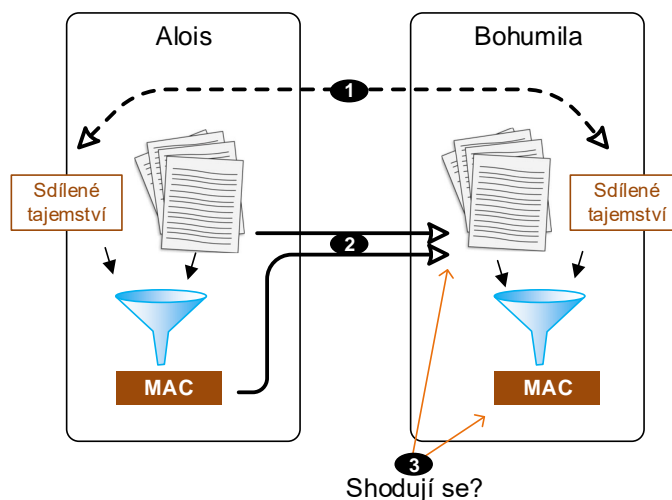 Alois
Bohumila
1
Sdílené
tajemství
Sdílené
tajemství
2
MAC
MAC
3
Shodují se?